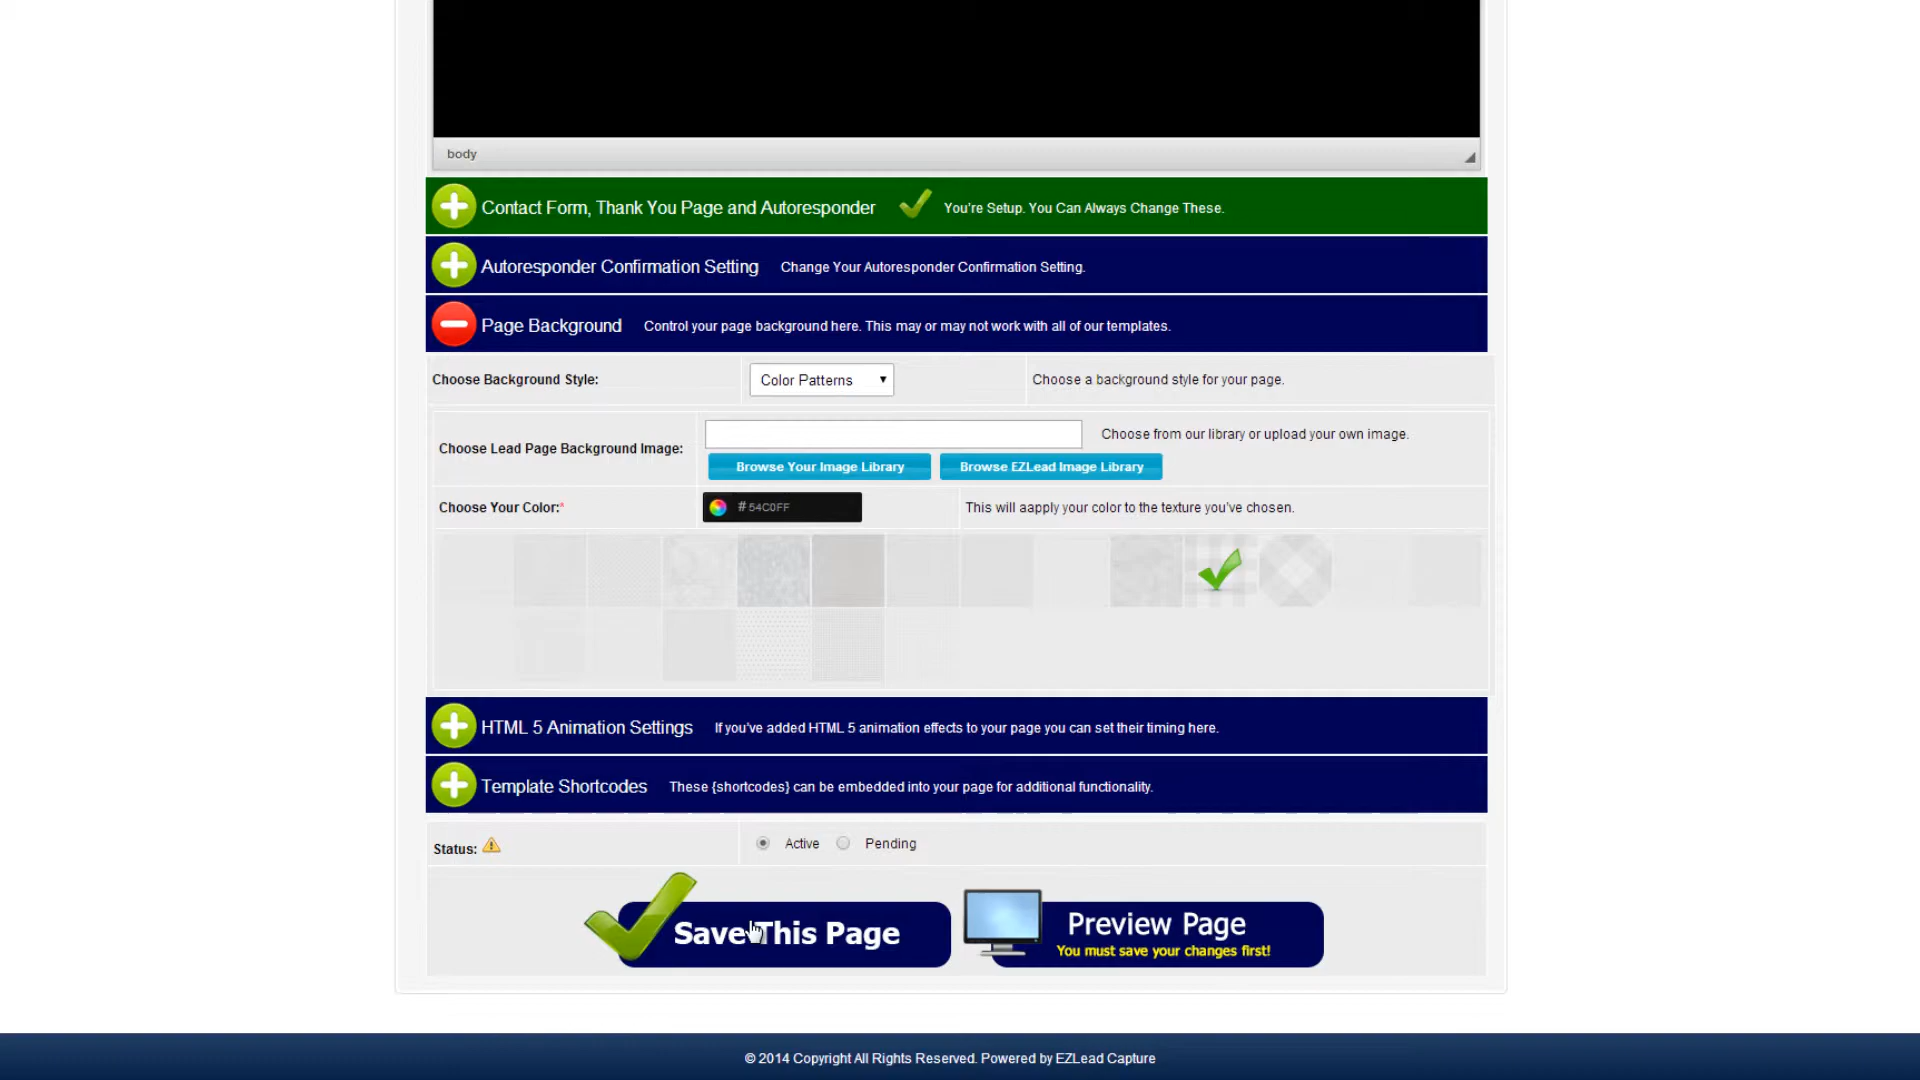 body
Contact Form, Thank You Page and Autoresponder You're Setup. You Can Always Change These.
Autoresponder Confirmation Setting Change Your Autoresponder Confirmation Setting.
Page Background Control your page background here. This may or may not work with all of our templates.
Choose Background Style: Color Patterns Choose a background style for your page.
Choose Lead Page Background Image: Choose from our library or upload your own image.
Browse Your Image Library Browse EZLead Image Library
Choose Your Color:* # 54C0FF This will aapply your color to the texture you've chosen.
HTML 5 Animation Settings If you've added HTML 5 animation effects to your page you can set their timing here.
Template Shortcodes These {shortcodes} can be embedded into your page for additional functionality.
Status: Active Pending
Save This Page Preview Page
You must save your changes first!
© 2014 Copyright All Rights Reserved. Powered by EZLead Capture